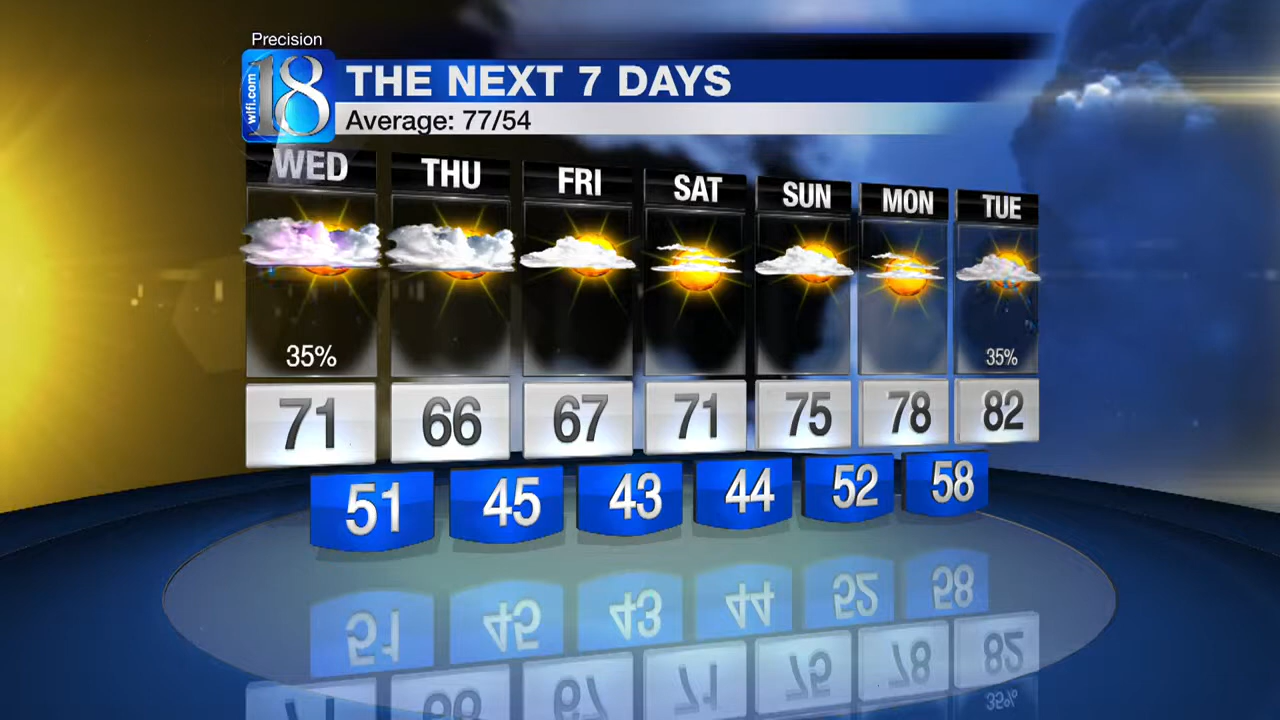 Precision
wlfi.com
18
THE NEXT 7 DAYS
Average: 77/54
WED THU FRI SAT SUN MON TUE
35% 35%
71 66 67 71 75 78 82
51 45 43 44 52 58